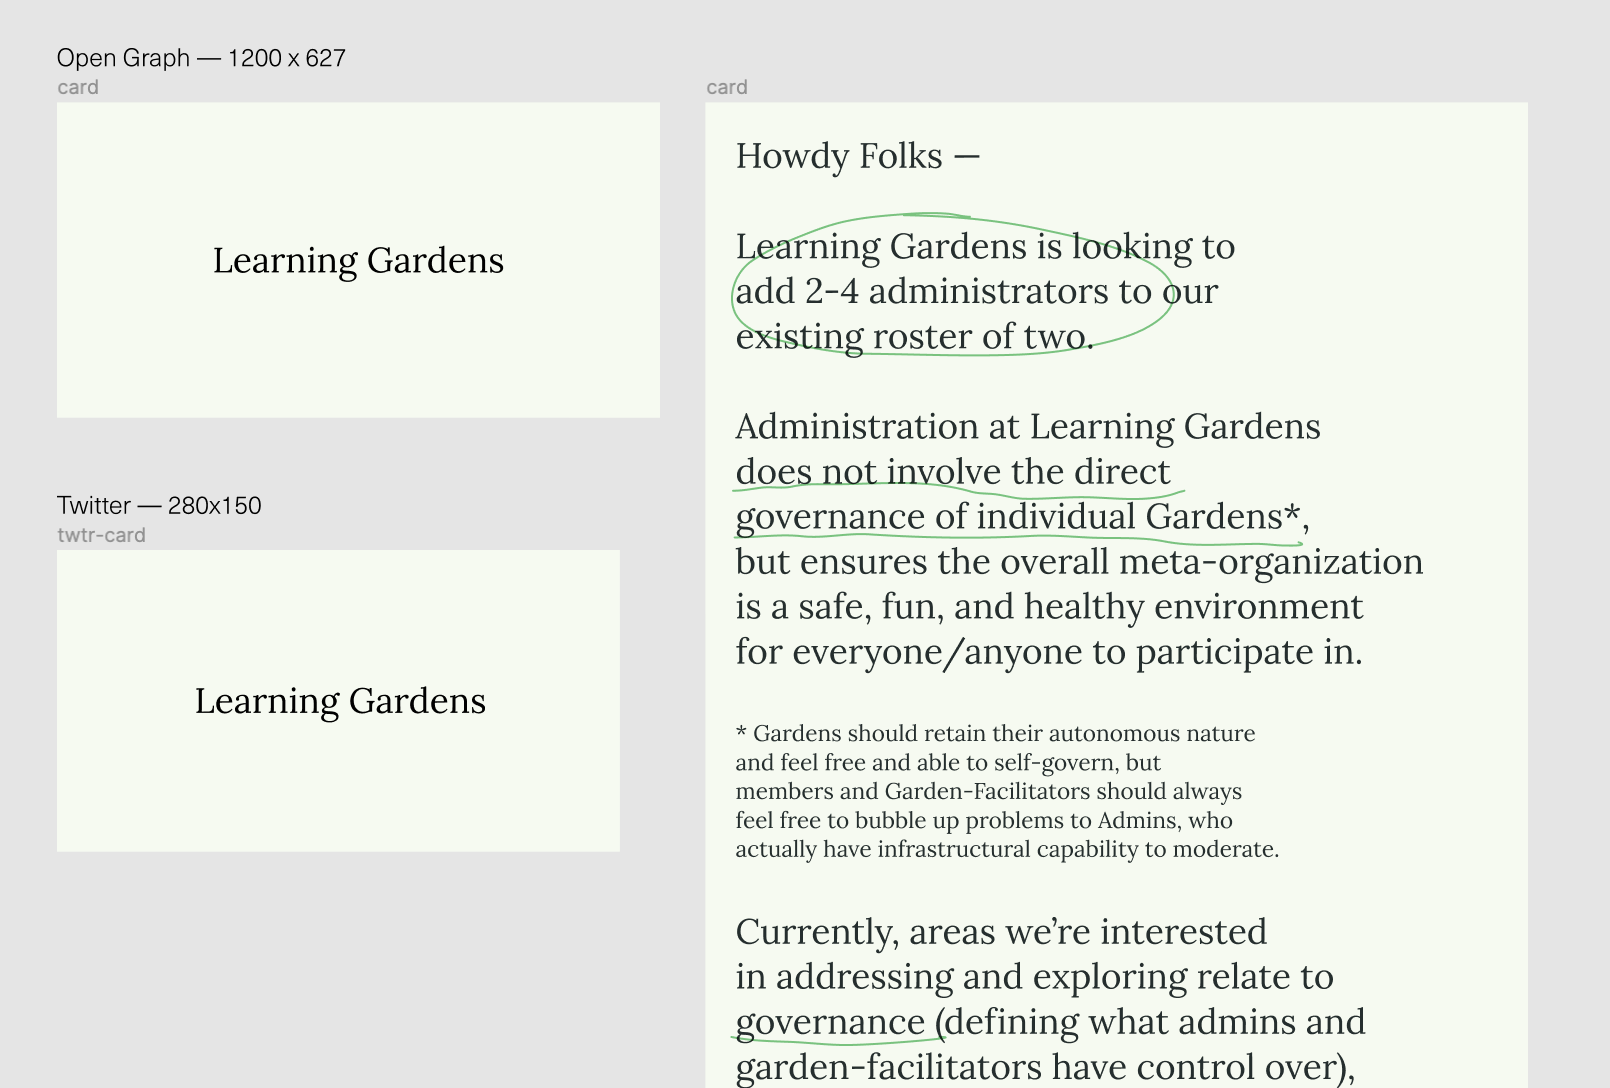 Open Graph — 1200 x 627
card
Learning Gardens
Twitter — 280x150
twtr-card
Learning Gardens
card
Howdy Folks —
Learning Gardens is looking to
add 2-4 administrators to our
existing roster of two.
Administration at Learning Gardens
does not involve the direct
governance of individual Gardens*,
but ensures the overall meta-organization
is a safe, fun, and healthy environment
for everyone/anyone to participate in.
* Gardens should retain their autonomous nature
and feel free and able to self-govern, but
members and Garden-Facilitators should always
feel free to bubble up problems to Admins, who
actually have infrastructural capability to moderate.
Currently, areas we’re interested
in addressing and exploring relate to
governance (defining what admins and
garden-facilitators have control over),